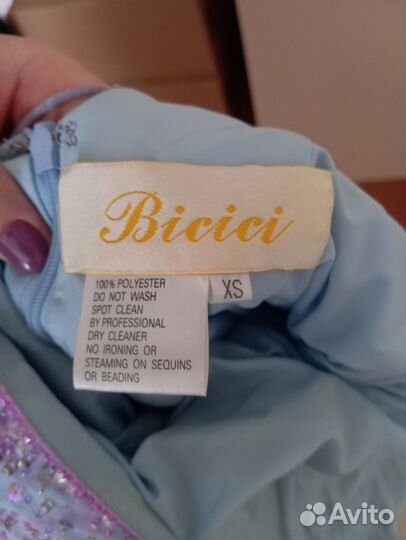 Bicici
100% POLYESTER
DO NOT WASH
SPOT CLEAN
BY PROFESSIONAL
DRY CLEANER
NO IRONING OR
STEAMING ON SEQUINS
OR BEADING
XS
Avito